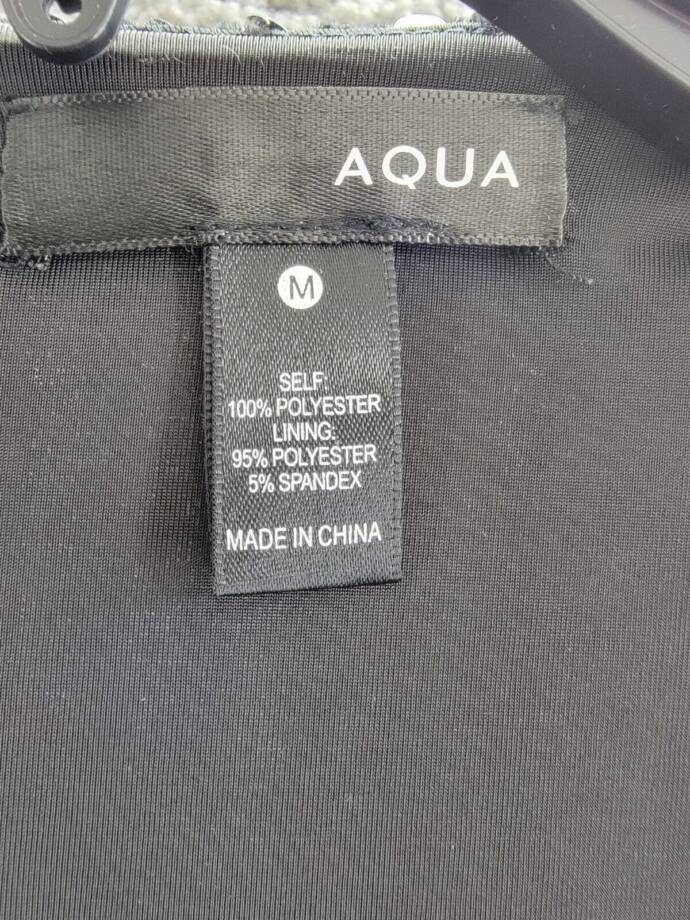 AQUA
M
SELF:
100% POLYESTER
LINING:
95% POLYESTER
5% SPANDEX
MADE IN CHINA